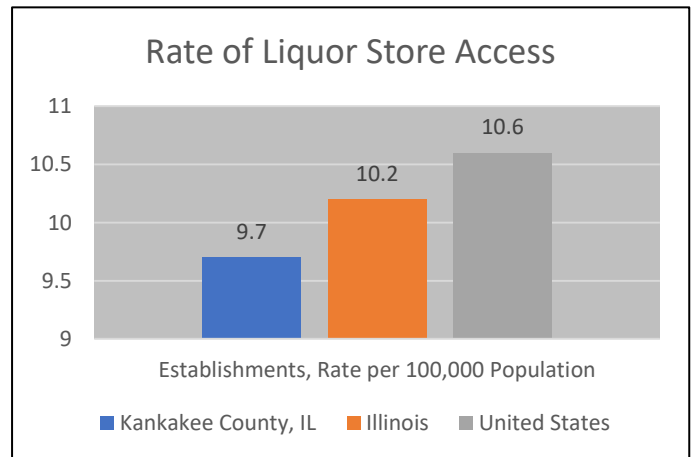 Rate of Liquor Store Access
11
10.6
10.5
10.2
10
9.7
9.5
9
Establishments, Rate per 100,000 Population
Kankakee County, IL Illinois United States